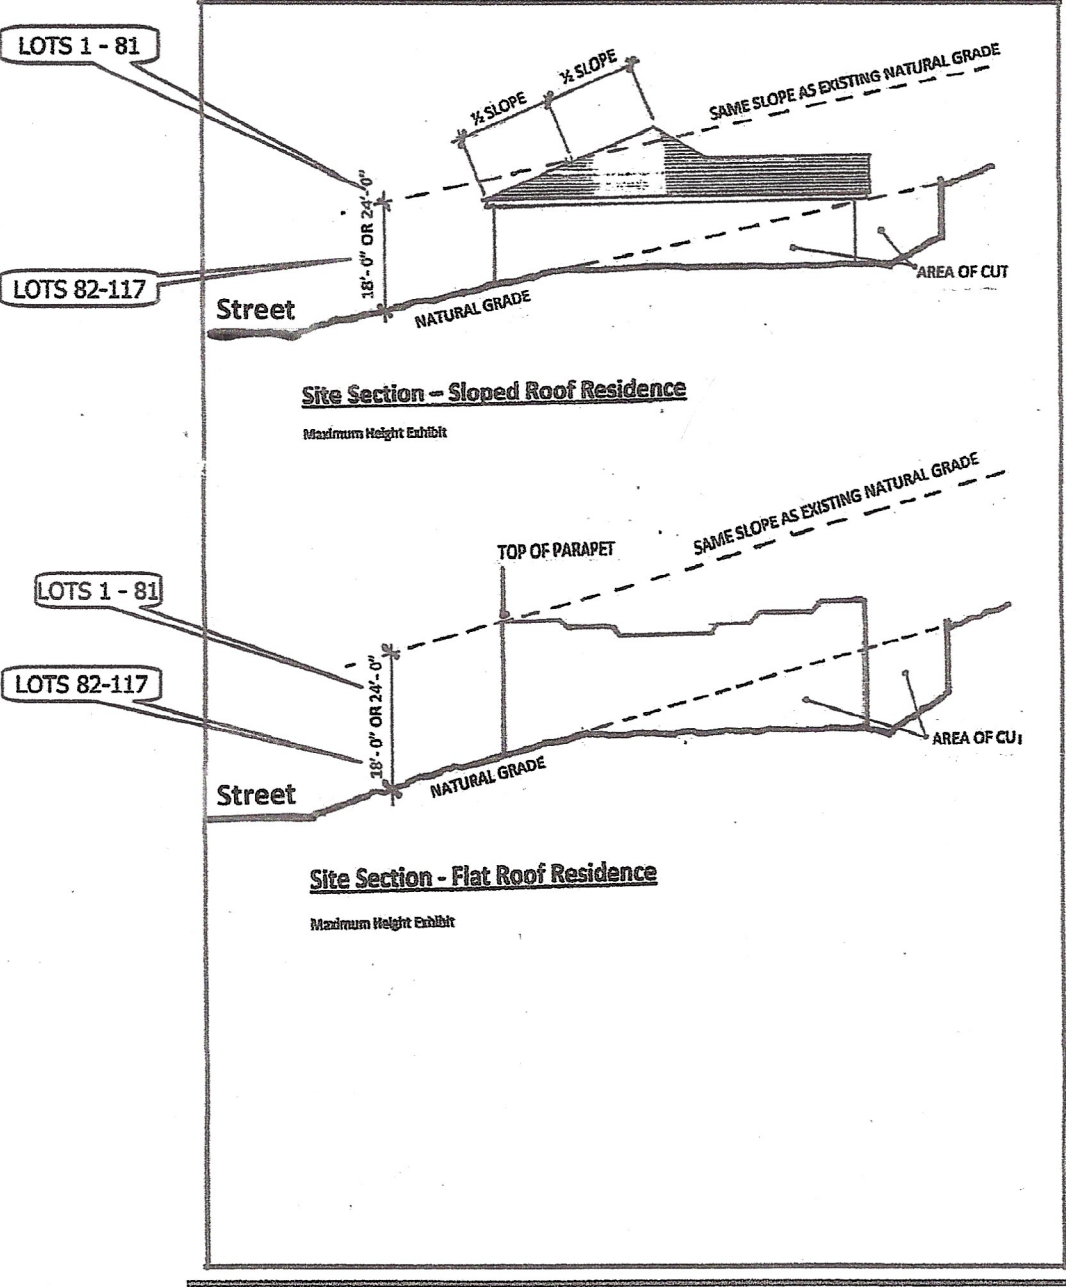 LOTS 1 - 81
½ SLOPE
½ SLOPE
SAME SLOPE AS EXISTING NATURAL GRADE
18'-0" OR 24'-0"
LOTS 82-117
Street
NATURAL GRADE
AREA OF CUT
Site Section – Sloped Roof Residence
Maximum Height Exhibit
SAME SLOPE AS EXISTING NATURAL GRADE
TOP OF PARAPET
LOTS 1 - 81
18'-0" OR 24'-0"
LOTS 82-117
Street
NATURAL GRADE
AREA OF CU
Site Section - Flat Roof Residence
Maximum Height Exhibit